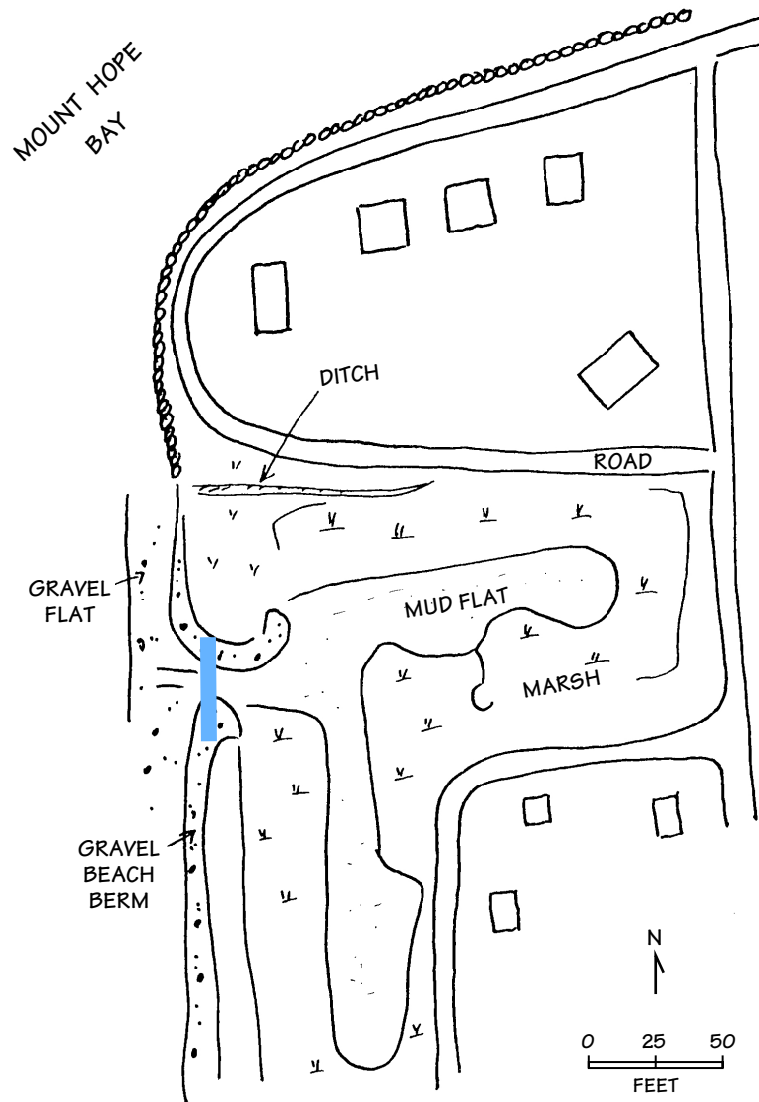 MOUNT HOPE
BAY
DITCH
ROAD
GRAVEL
FLAT
MUD FLAT
MARSH
GRAVEL
BEACH
BERM
N
0 25 50
FEET